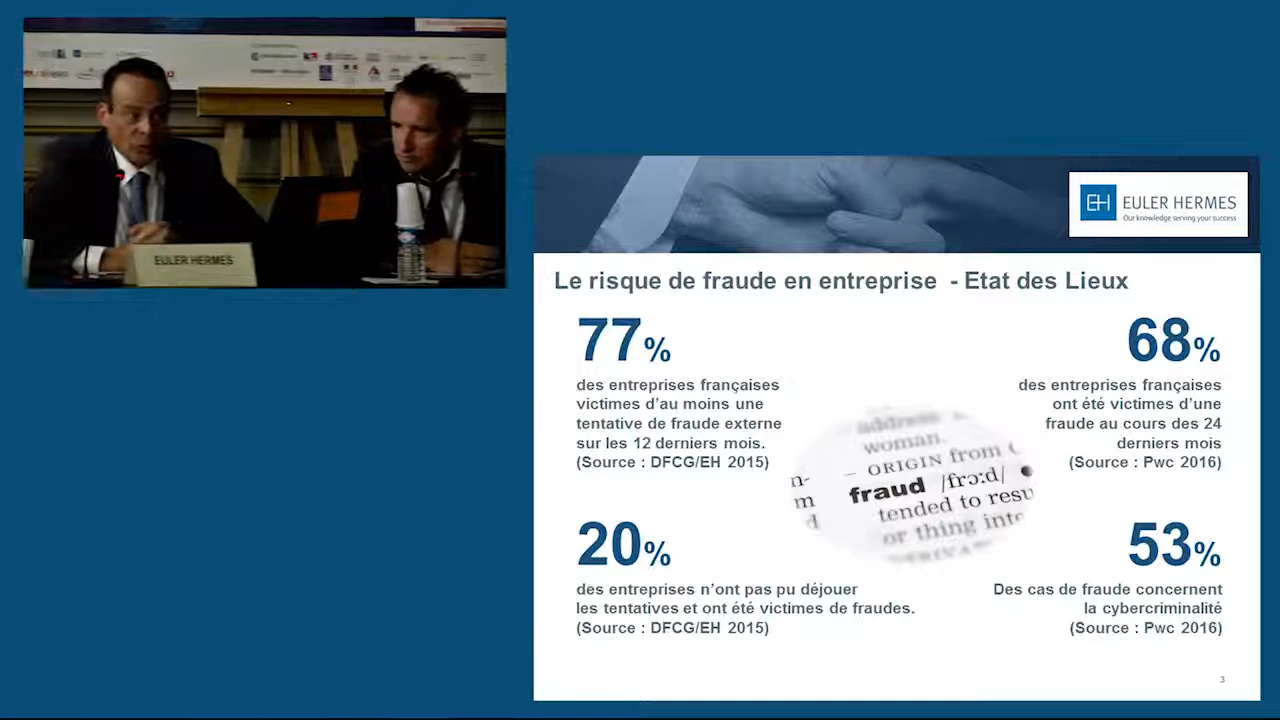 EULER HERMES
EH EULER HERMES
Our knowledge serving your success
Le risque de fraude en entreprise - Etat des Lieux
77%
des entreprises françaises
victimes d'au moins une
tentative de fraude externe
sur les 12 derniers mois.
(Source : DFCG/EH 2015)
68%
des entreprises françaises
ont été victimes d'une
fraude au cours des 24
derniers mois
(Source : Pwc 2016)
address
woman.
– ORIGIN from
n-
fraud /frɔːd/
m
tended to resu
d
or thing into
20%
des entreprises n'ont pas pu déjouer
les tentatives et ont été victimes de fraudes.
(Source : DFCG/EH 2015)
53%
Des cas de fraude concernent
la cybercriminalité
(Source : Pwc 2016)
3